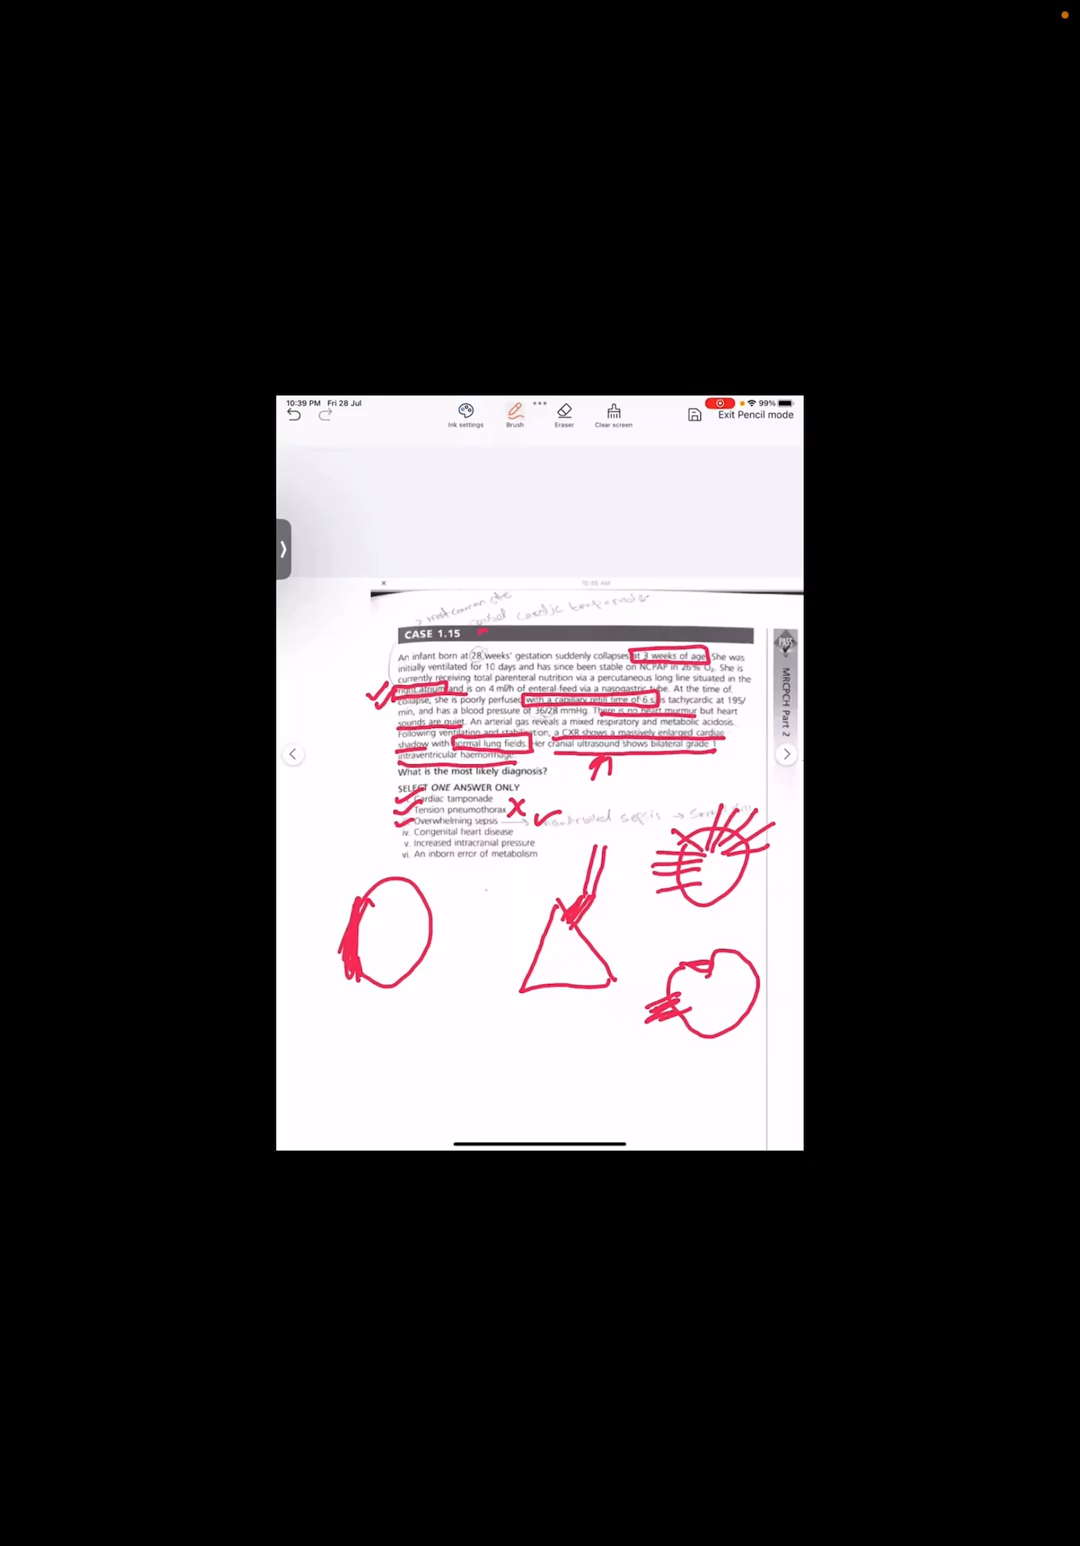 10:39 PM Fri 28 Jul
99%
Ink settings
Brush
Eraser
Clear screen
Exit Pencil mode
10:46 AM
cardiac
CASE 1.15
An infant born at 28 weeks' gestation suddenly collapses at 3 weeks of age. She was
initially ventilated for 10 days and has since been stable on NCPAP in 26% O2. She is
currently receiving total parenteral nutrition via a percutaneous long line situated in the
right atrium and is on 4 ml/h of enteral feed via a nasogastric tube. At the time of
collapse, she is poorly perfused with a capillary refill time of 6 s, is tachycardic at 195/
min, and has a blood pressure of 36/28 mmHg. There is no heart murmur but heart
sounds are quiet. An arterial gas reveals a mixed respiratory and metabolic acidosis.
Following ventilation and stabilisation, a CXR shows a massively enlarged cardiac
shadow with normal lung fields. Her cranial ultrasound shows bilateral grade 1
intraventricular haemorrhage.
What is the most likely diagnosis?
SELECT ONE ANSWER ONLY
Cardiac tamponade
Tension pneumothorax
Overwhelming sepsis → sepsis →
iv. Congenital heart disease
v. Increased intracranial pressure
vi. An inborn error of metabolism
PASS
MRCPCH Part 2